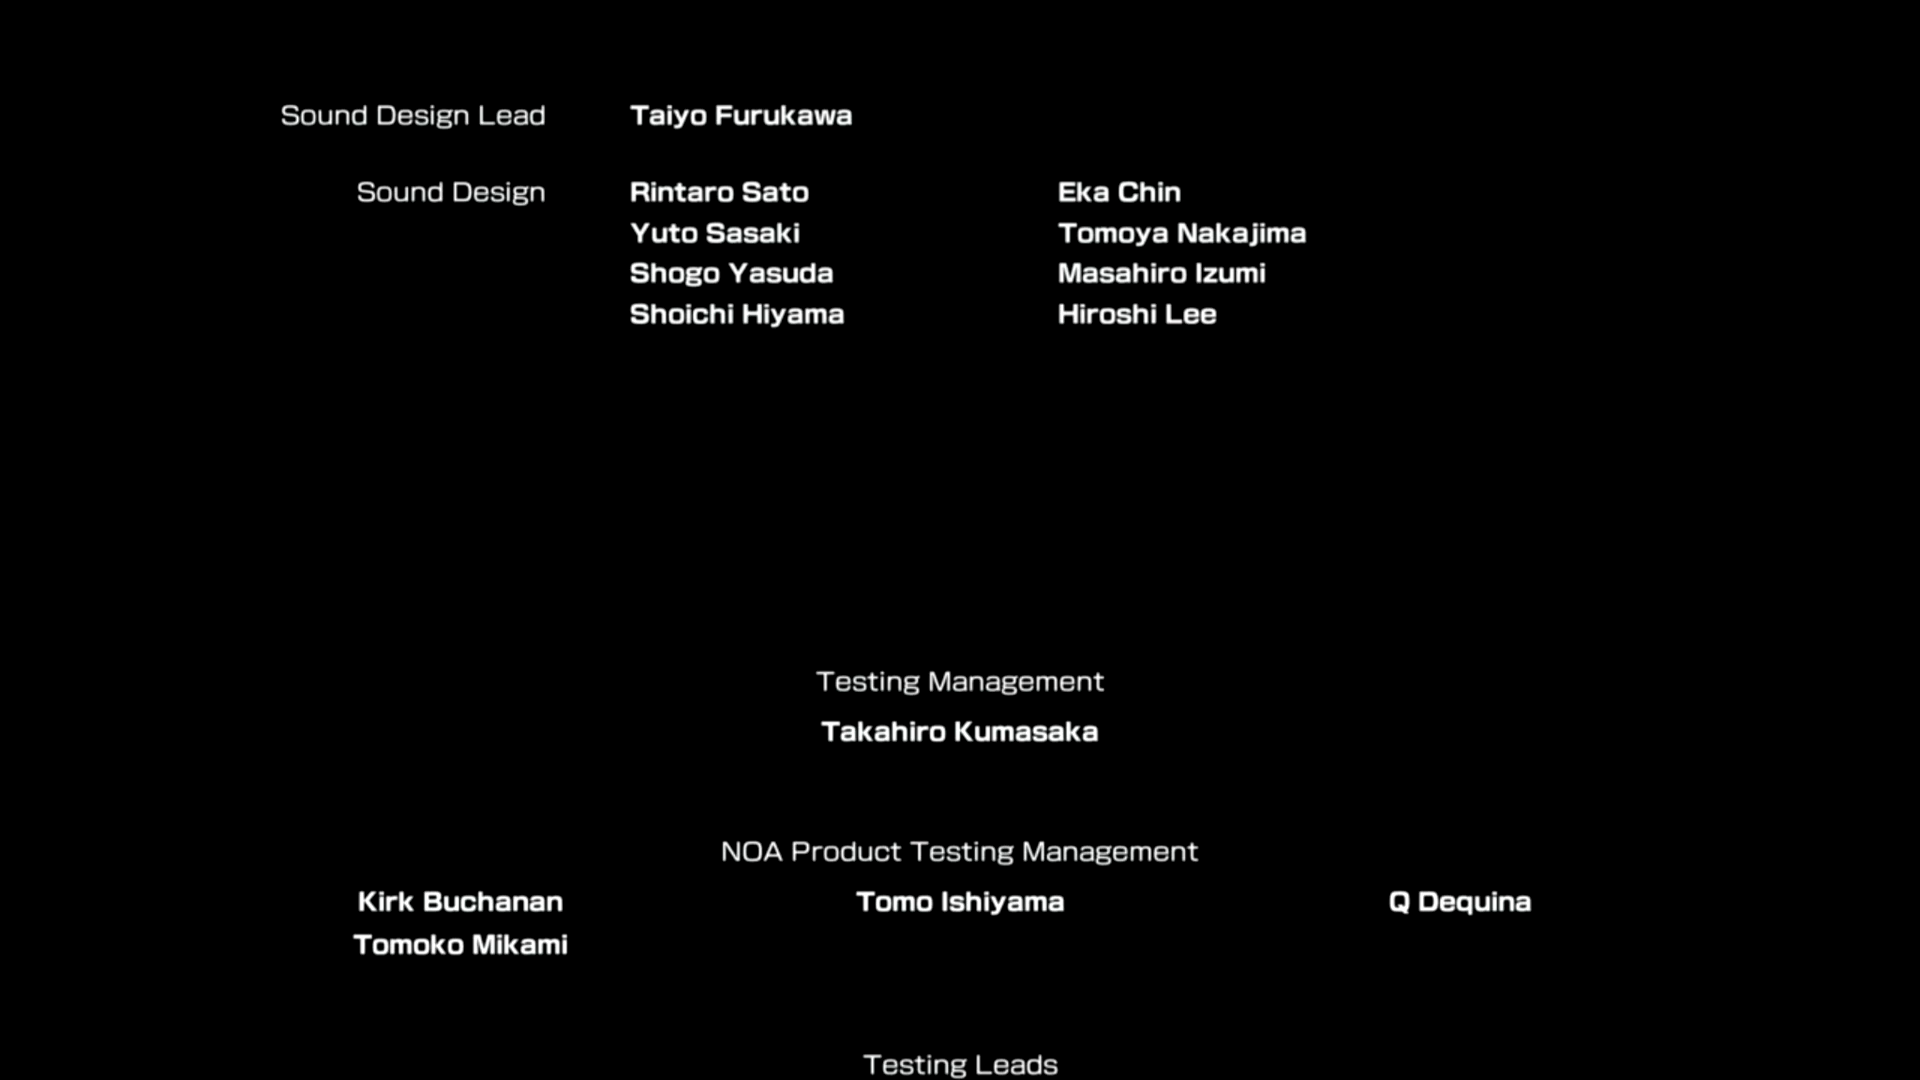 Sound Design Lead Taiyo Furukawa
Sound Design Rintaro Sato Eka Chin
Yuto Sasaki Tomoya Nakajima
Shogo Yasuda Masahiro Izumi
Shoichi Hiyama Hiroshi Lee
Testing Management
Takahiro Kumasaka
NOA Product Testing Management
Kirk Buchanan Tomo Ishiyama Q Dequina
Tomoko Mikami
Testing Leads